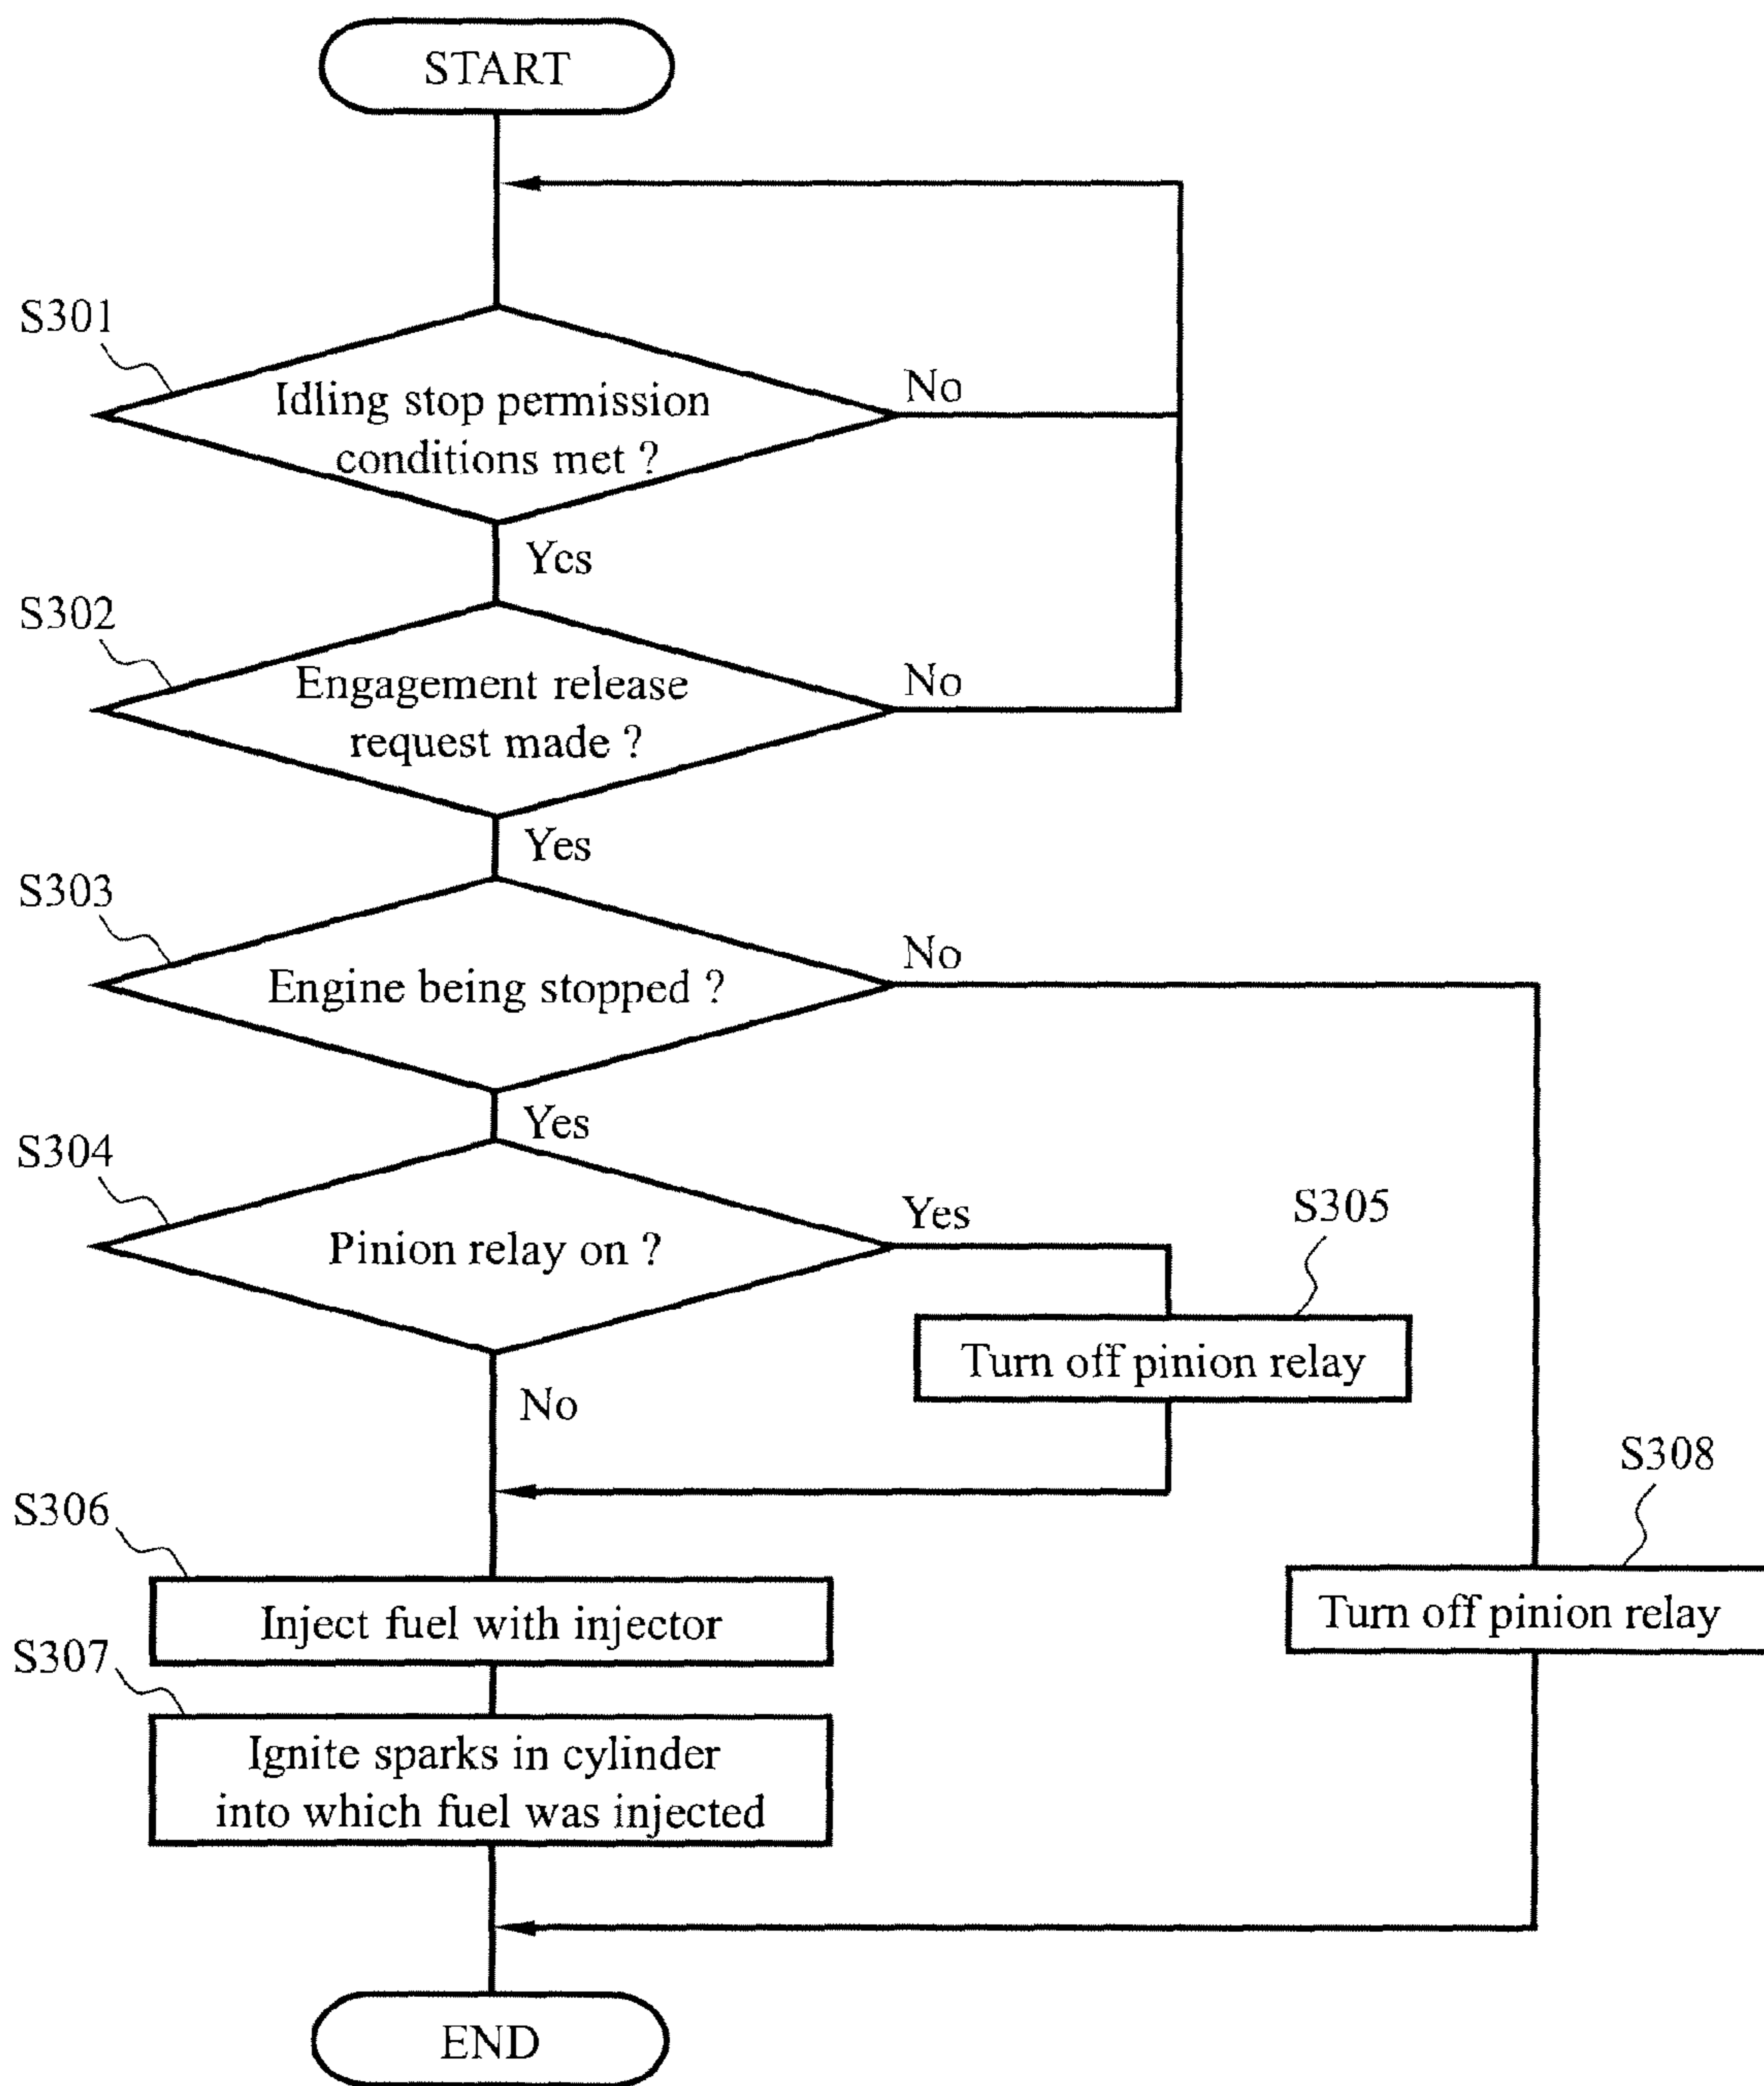 START
S301
Idling stop permission
conditions met ?
No
Yes
S302
Engagement release
request made ?
No
Yes
S303
Engine being stopped ?
No
Yes
S304
Pinion relay on ?
Yes
S305
Turn off pinion relay
No
S308
Turn off pinion relay
S306
Inject fuel with injector
S307
Ignite sparks in cylinder
into which fuel was injected
END